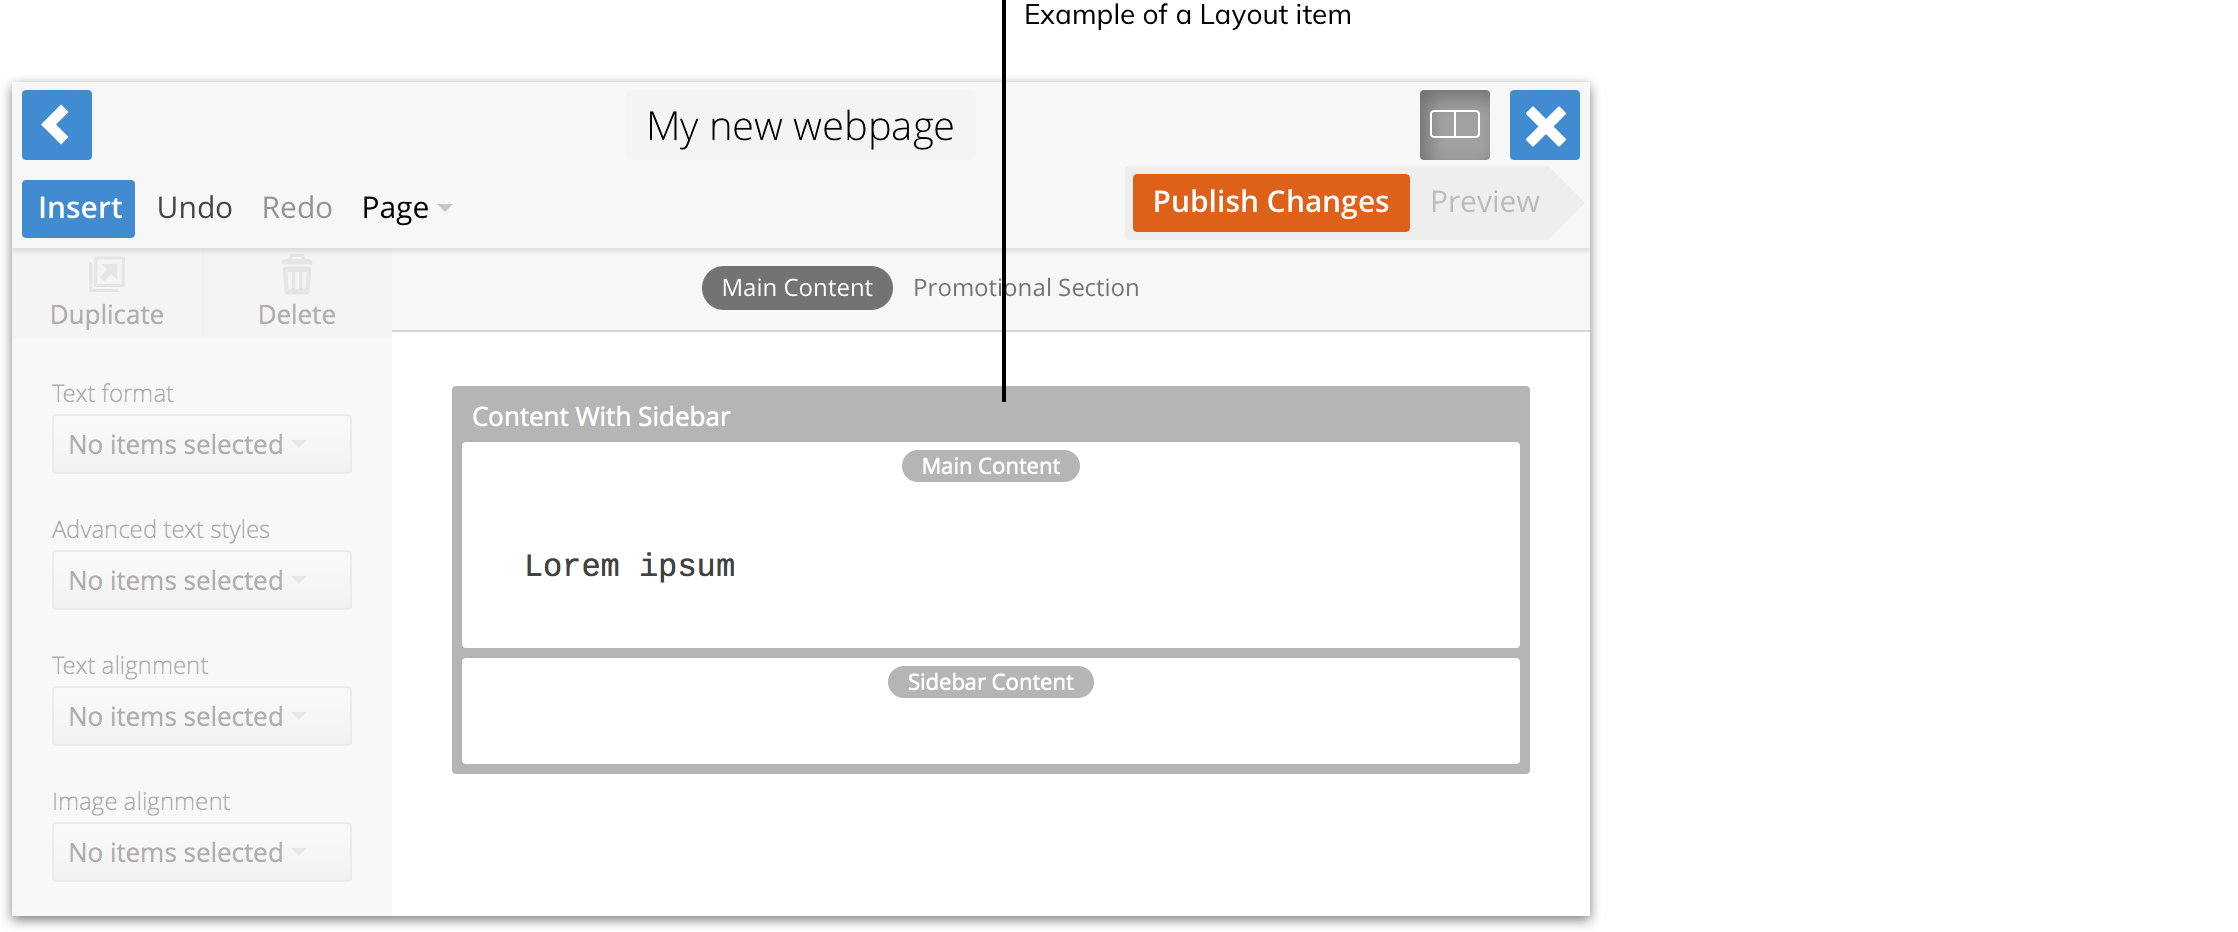 Example of a Layout item
My new webpage
Insert Undo Redo Page
Publish Changes Preview
Duplicate Delete
Main Content Promotional Section
Text format
No items selected
Advanced text styles
No items selected
Text alignment
No items selected
Image alignment
No items selected
Content With Sidebar
Main Content
Lorem ipsum
Sidebar Content